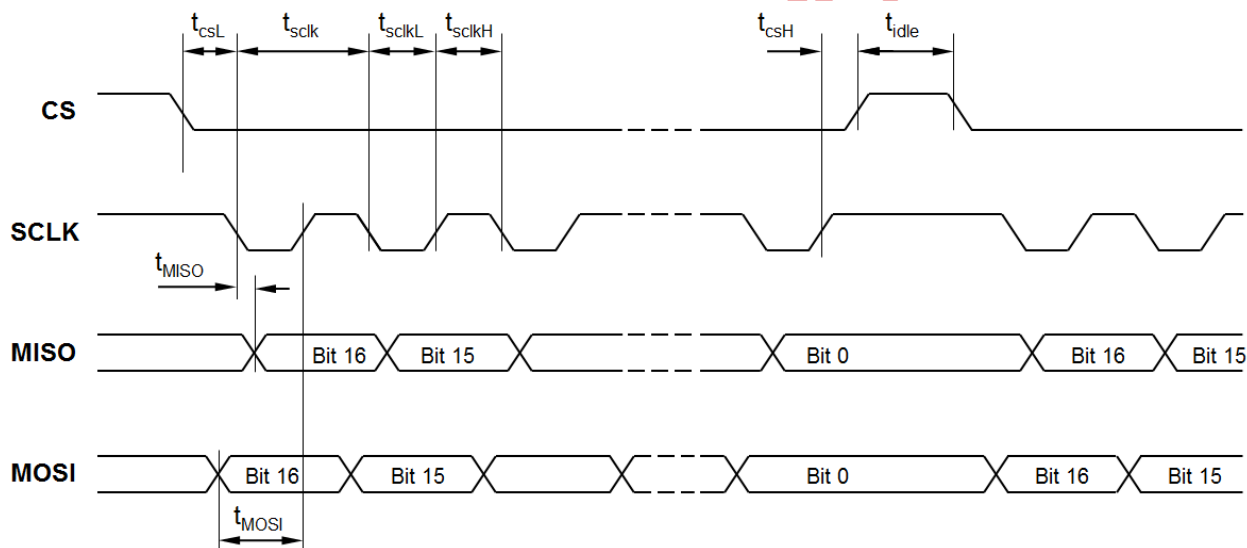 tcsL tsclk tsclkL tsclkH tcsH tidle
CS
SCLK
tMISO
MISO Bit 16 Bit 15 Bit 0 Bit 16 Bit 15
MOSI Bit 16 Bit 15 Bit 0 Bit 16 Bit 15
tMOSI